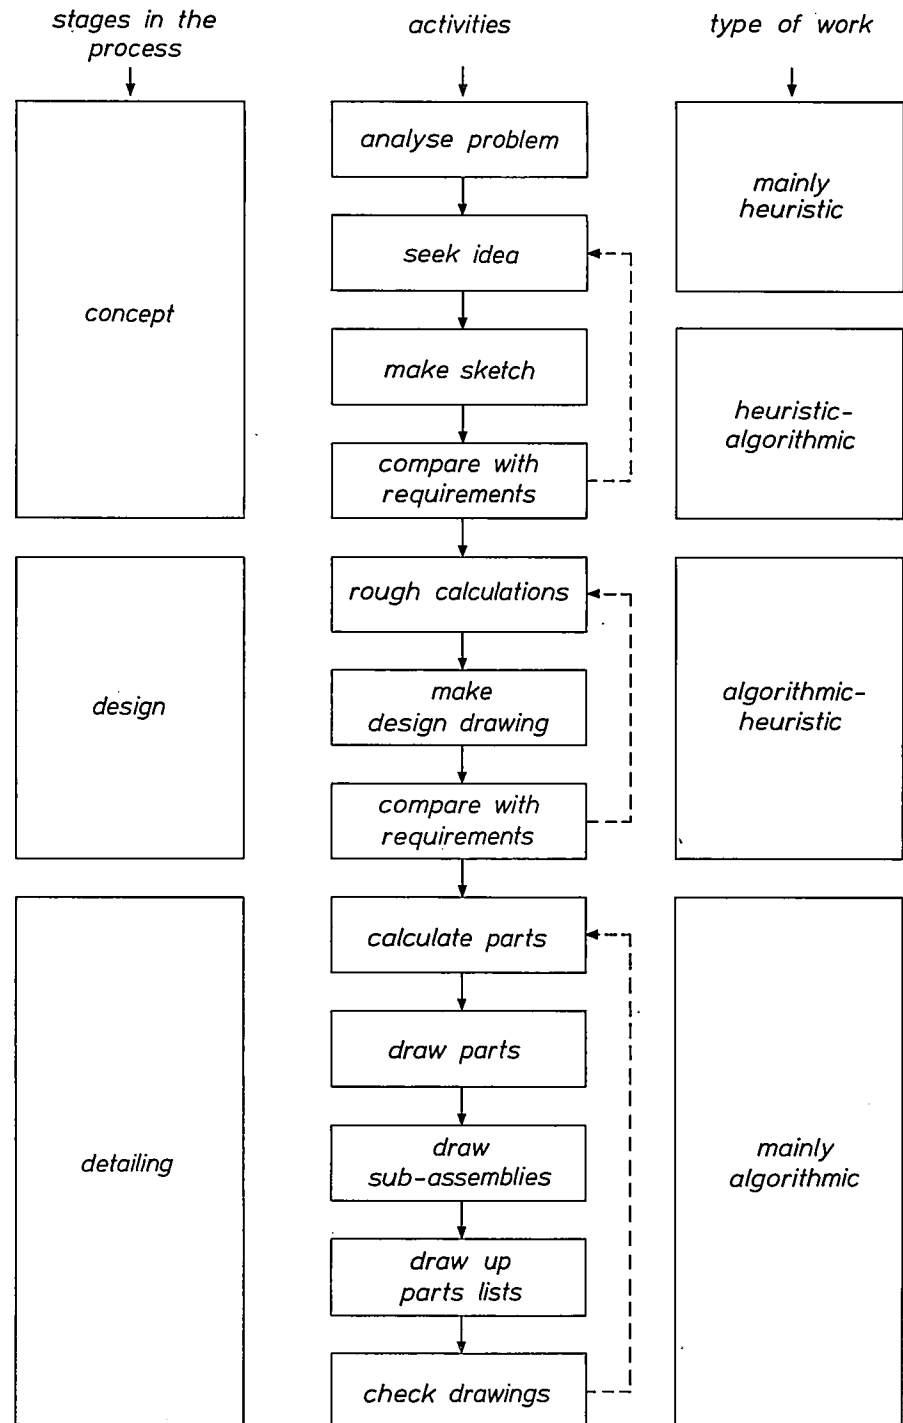 stages in the
process
activities
type of work
concept
design
detailing
analyse problem
seek idea
make sketch
compare with
requirements
rough calculations
make
design drawing
compare with
requirements
calculate parts
draw parts
draw
sub-assemblies
draw up
parts lists
check drawings
mainly
heuristic
heuristic-
algorithmic
algorithmic-
heuristic
mainly
algorithmic